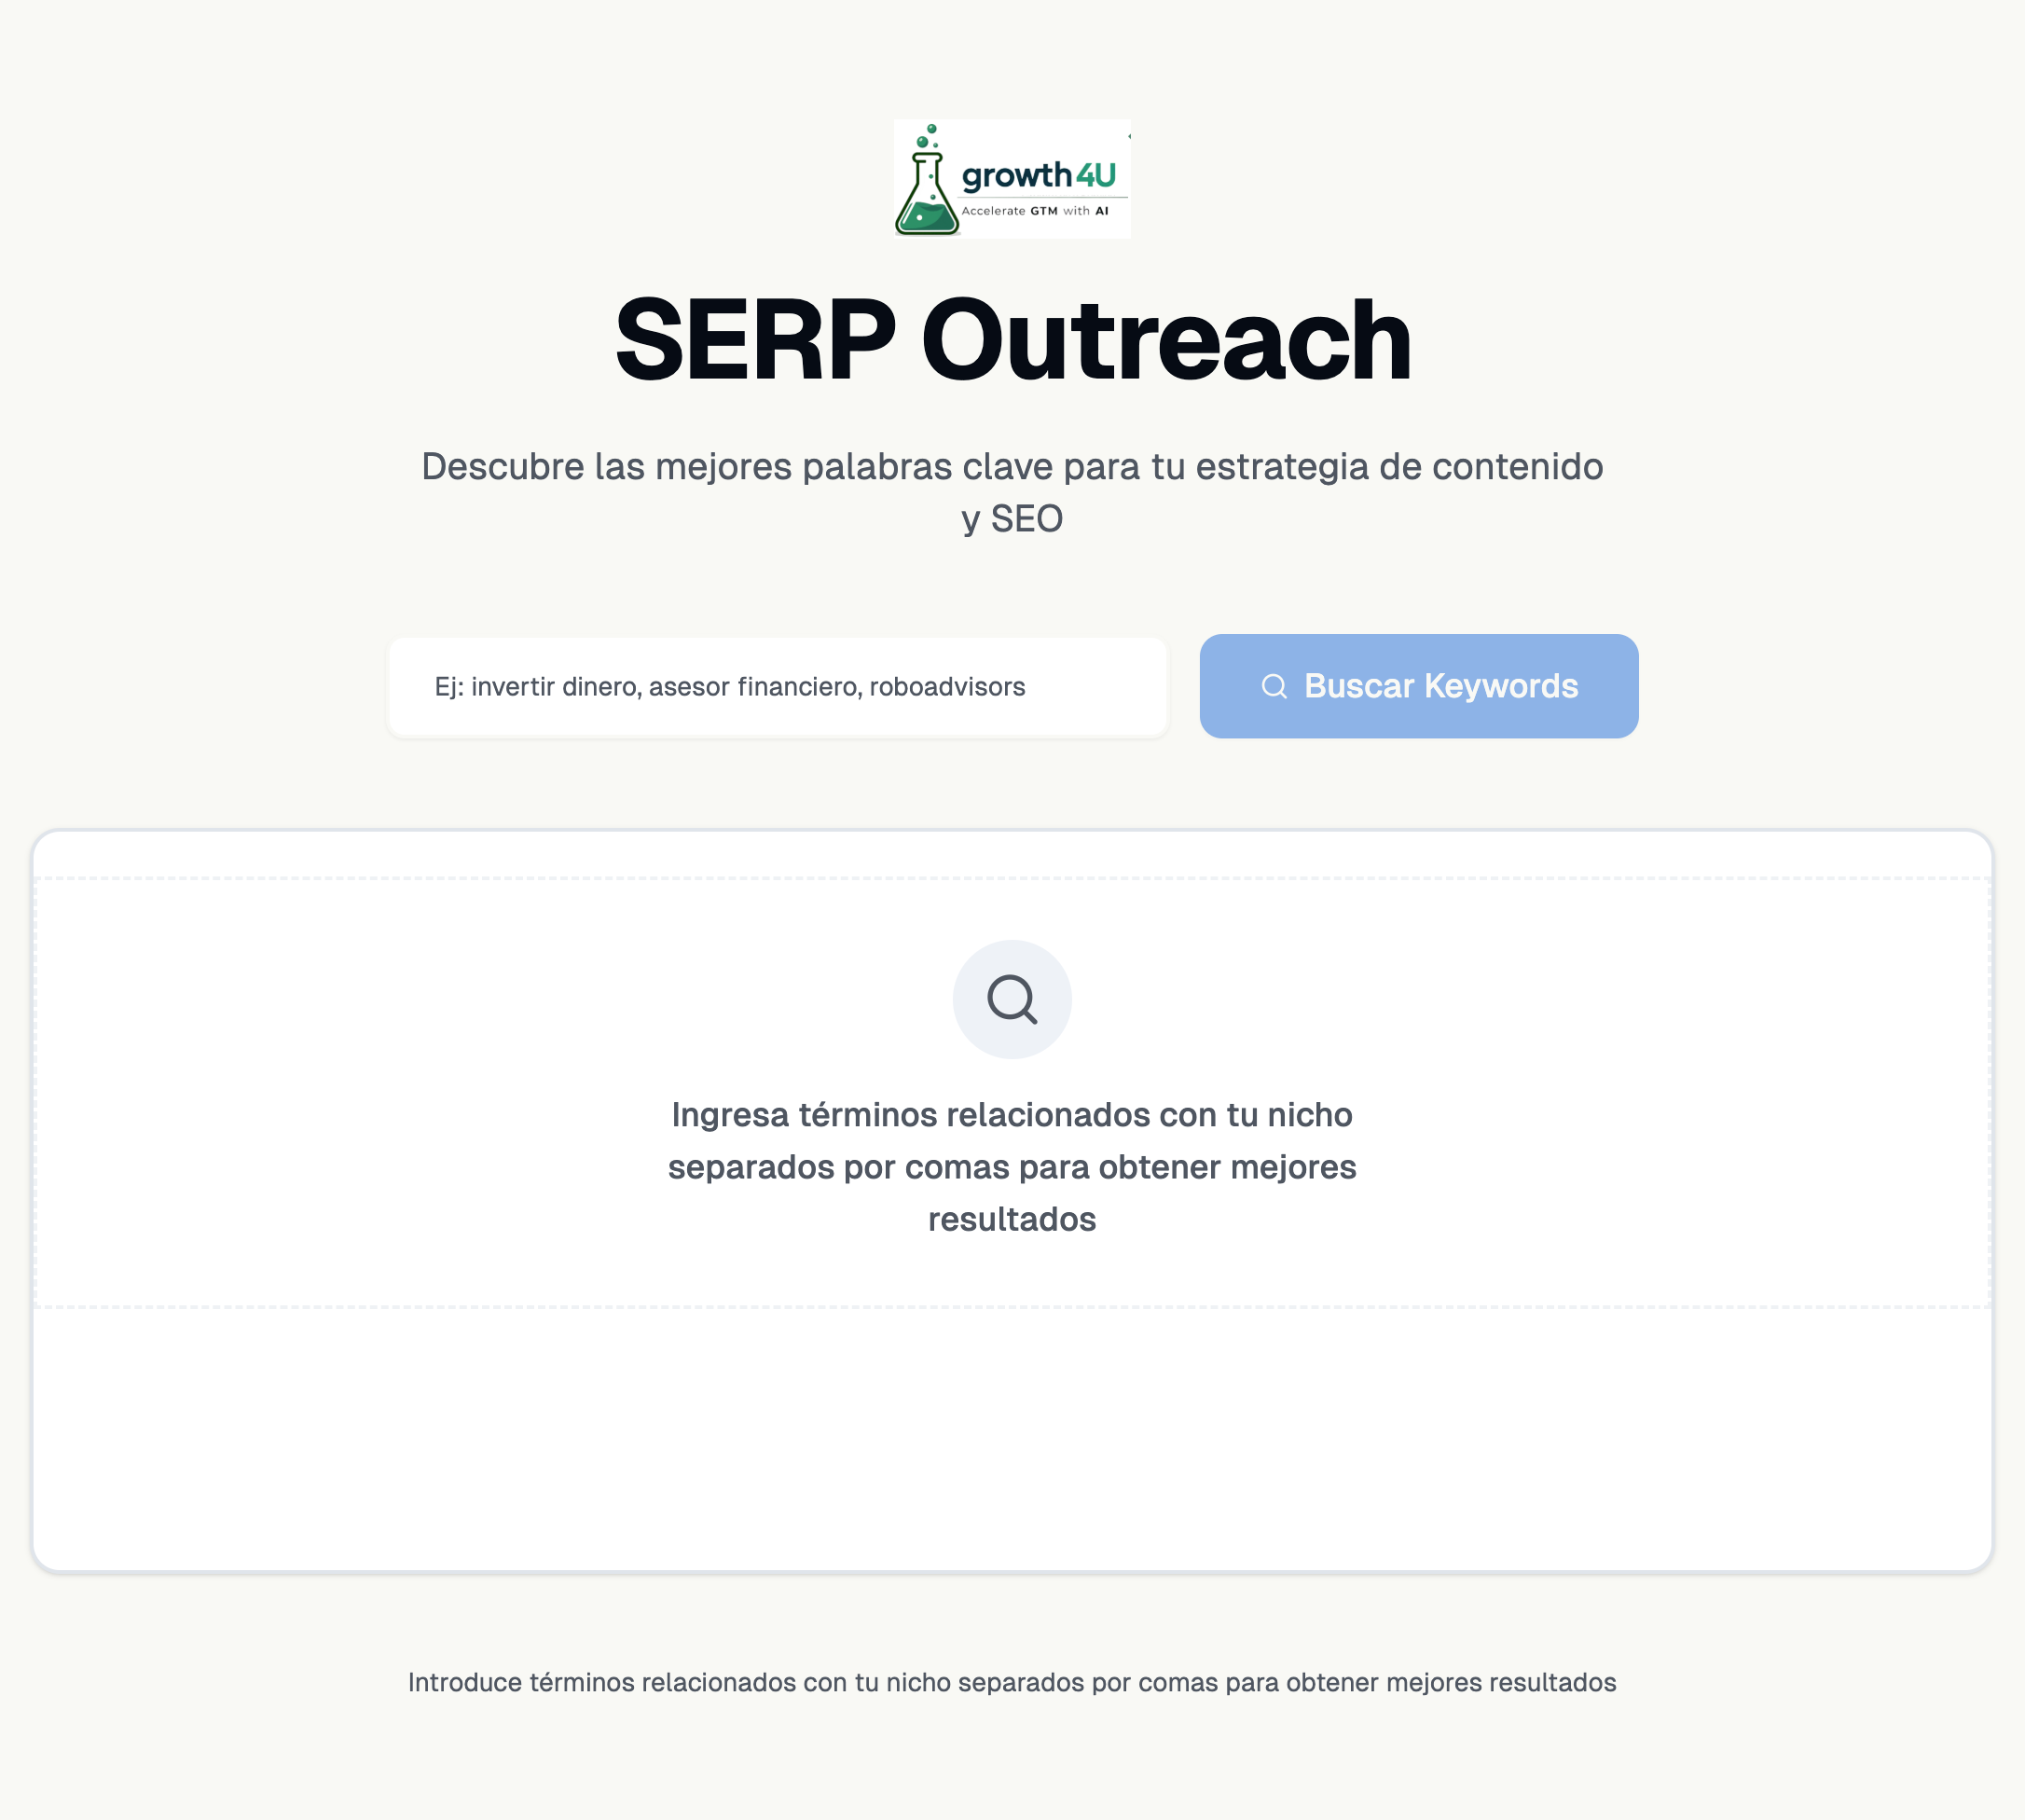 growth4U
Accelerate GTM with AI
SERP Outreach
Descubre las mejores palabras clave para tu estrategia de contenido
y SEO
Ej: invertir dinero, asesor financiero, roboadvisors
Buscar Keywords
Ingresa términos relacionados con tu nicho
separados por comas para obtener mejores
resultados
Introduce términos relacionados con tu nicho separados por comas para obtener mejores resultados